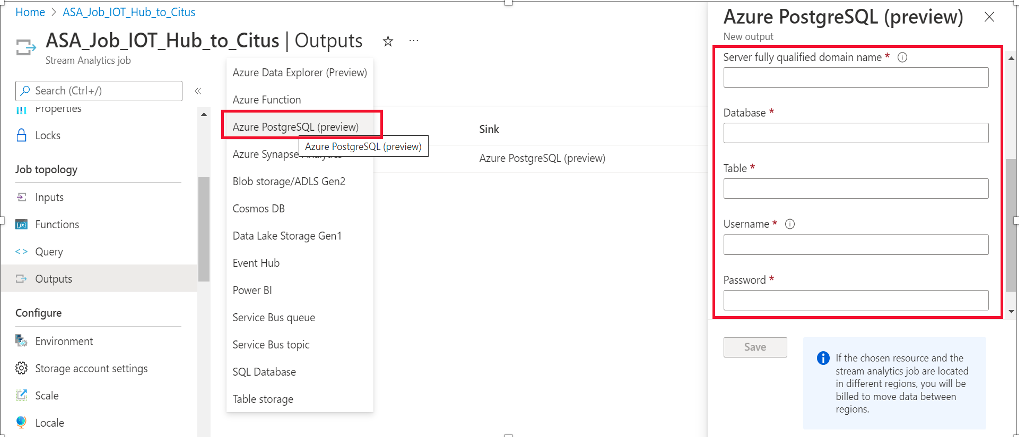 Home > ASA_Job_IOT_Hub_to_Citus
ASA_Job_IOT_Hub_to_Citus | Outputs ☆ ...
Stream Analytics job
Search (Ctrl+/) «
Properties
Locks
Job topology
Inputs
Functions
Query
Outputs
Configure
Environment
Storage account settings
Scale
Locale
Azure Data Explorer (Preview)
Azure Function
Azure PostgreSQL (preview)
Azure PostgreSQL (preview)
Azure Synapse Analytics
Blob storage/ADLS Gen2
Cosmos DB
Data Lake Storage Gen1
Event Hub
Power BI
Service Bus queue
Service Bus topic
SQL Database
Table storage
Sink
Azure PostgreSQL (preview)
Azure PostgreSQL (preview)
New output
Server fully qualified domain name *
Database *
Table *
Username *
Password *
Save
If the chosen resource and the
stream analytics job are located
in different regions, you will be
billed to move data between
regions.